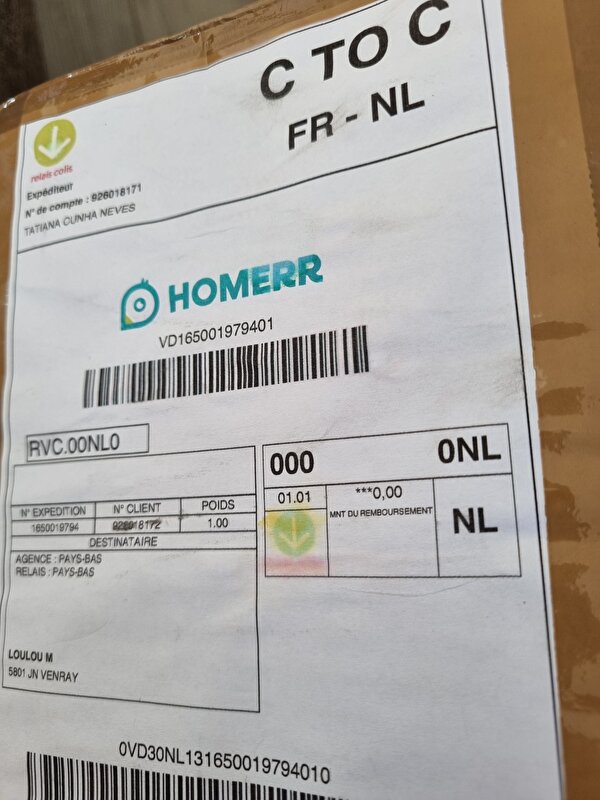 C TO C
FR - NL
relais colis
Expéditeur
N° de compte : 926018171
TATIANA CUNHA NEVES
HOMERR
VD165001979401
RVC.00NL0
000 0NL
N° EXPEDITION N° CLIENT POIDS
1650019794 926018172 1.00
01.01 ***0,00
MNT DU REMBOURSEMENT
NL
DESTINATAIRE
AGENCE : PAYS-BAS
RELAIS : PAYS-BAS
LOULOU M
5801 JN VENRAY
0VD30NL131650019794010